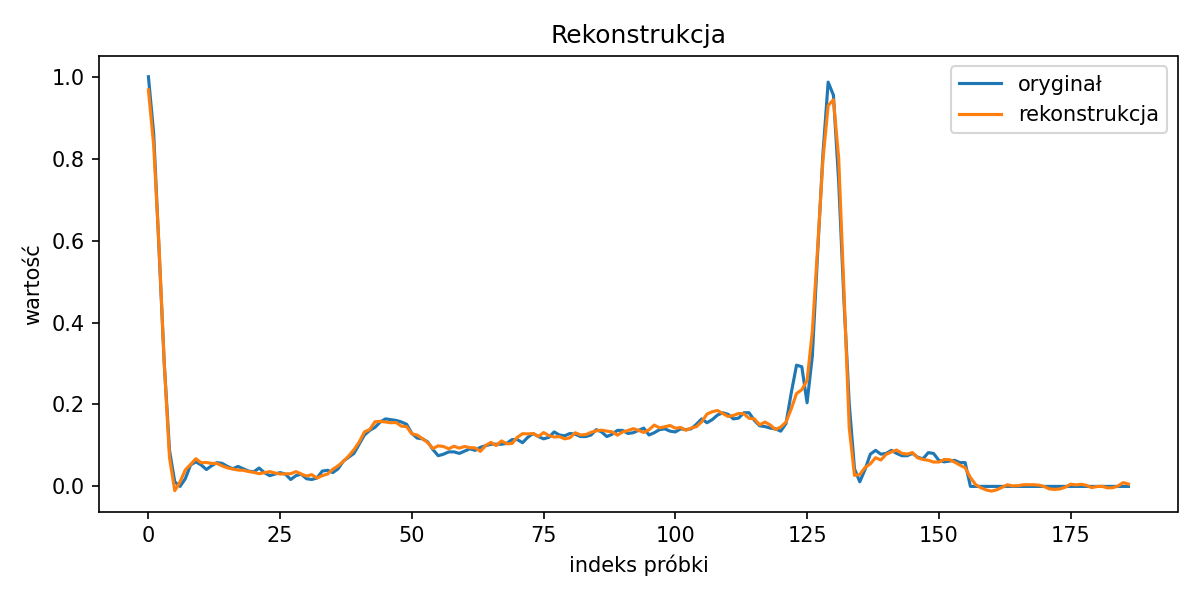 Rekonstrukcja
oryginał
rekonstrukcja
wartość
1.0
0.8
0.6
0.4
0.2
0.0
0 25 50 75 100 125 150 175
indeks próbki